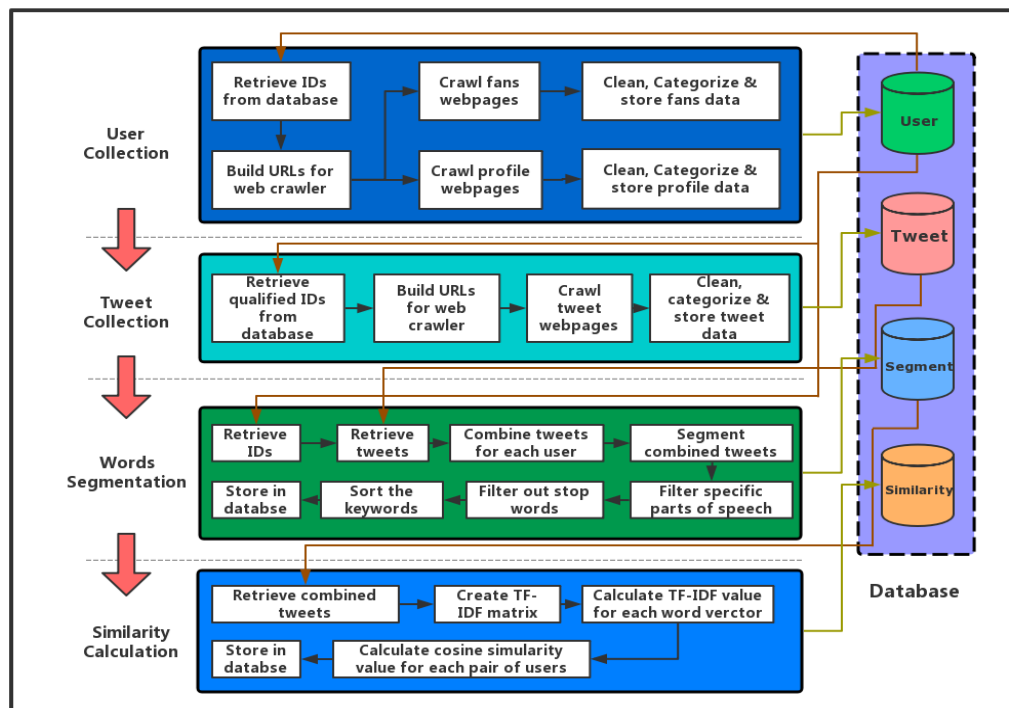 User
Collection
Retrieve IDs
from database
Crawl fans
webpages
Clean, Categorize &
store fans data
Build URLs for
web crawler
Crawl profile
webpages
Clean, Categorize &
store profile data
Tweet
Collection
Retrieve
qualified IDs
from
database
Build URLs
for web
crawler
Crawl
tweet
webpages
Clean,
categorize &
store tweet
data
Words
Segmentation
Retrieve
IDs
Retrieve
tweets
Combine tweets
for each user
Segment
combined tweets
Store in
databse
Sort the
keywords
Filter out stop
words
Filter specific
parts of speech
Similarity
Calculation
Retrieve combined
tweets
Create TF-
IDF matrix
Calculate TF-IDF value
for each word verctor
Store in
databse
Calculate cosine simularity
value for each pair of users
User
Tweet
Segment
Similarity
Database